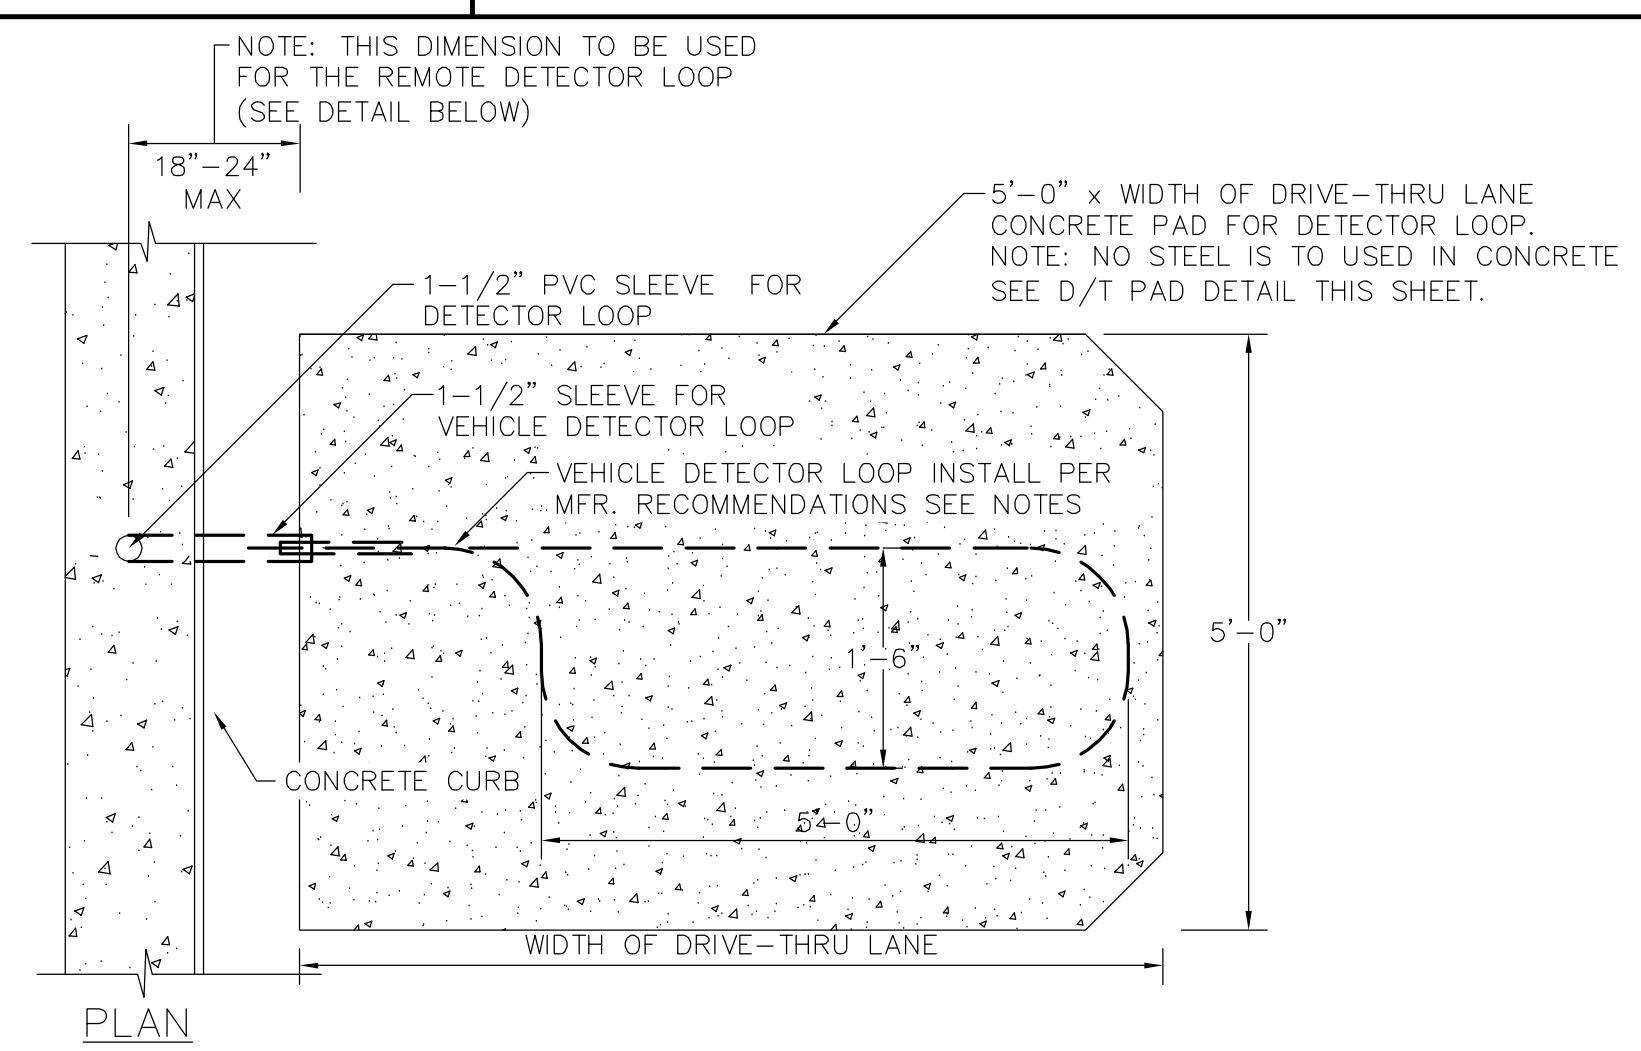 NOTE: THIS DIMENSION TO BE USED
FOR THE REMOTE DETECTOR LOOP
(SEE DETAIL BELOW)
18"-24"
MAX
5'-0" x WIDTH OF DRIVE-THRU LANE
CONCRETE PAD FOR DETECTOR LOOP.
NOTE: NO STEEL IS TO USED IN CONCRETE
SEE D/T PAD DETAIL THIS SHEET.
1-1/2" PVC SLEEVE FOR
DETECTOR LOOP
1-1/2" SLEEVE FOR
VEHICLE DETECTOR LOOP
VEHICLE DETECTOR LOOP INSTALL PER
MFR. RECOMMENDATIONS SEE NOTES
5'-0"
1'-6"
CONCRETE CURB
5'-0"
WIDTH OF DRIVE-THRU LANE
PLAN